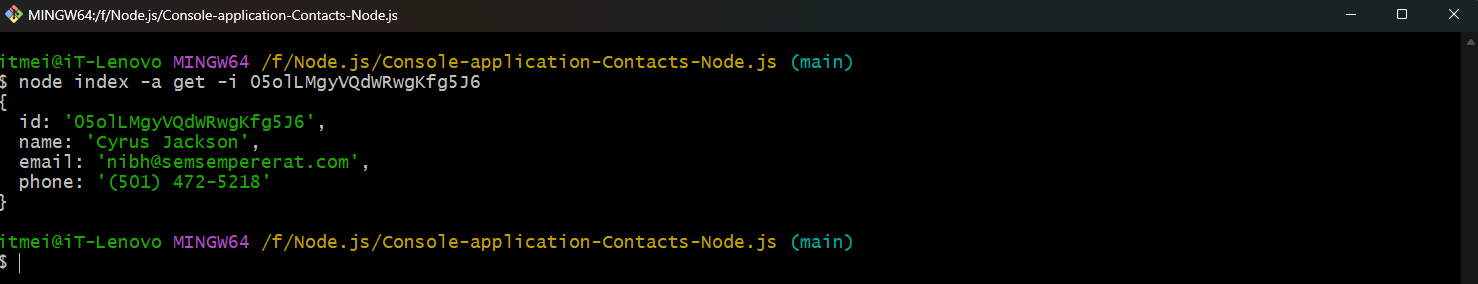 MINGW64:/f/Node.js/Console-application-Contacts-Node.js
itmei@iT-Lenovo MINGW64 /f/Node.js/Console-application-Contacts-Node.js (main)
$ node index -a get -i O5olLMgyVQdWRwgKfg5J6
{
  id: 'O5olLMgyVQdWRwgKfg5J6',
  name: 'Cyrus Jackson',
  email: 'nibh@semsempererat.com',
  phone: '(501) 472-5218'
}
itmei@iT-Lenovo MINGW64 /f/Node.js/Console-application-Contacts-Node.js (main)
$